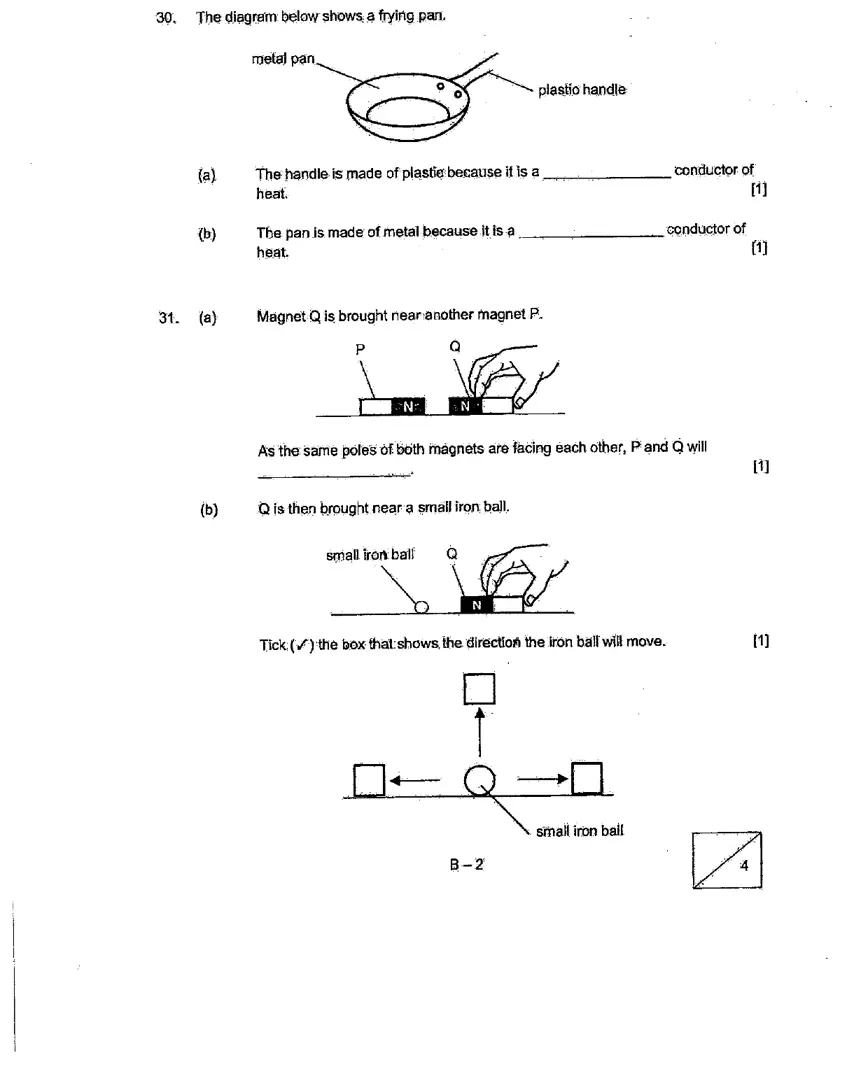 30. The diagram below shows a frying pan.
metal pan
plastic handle
(a) The handle is made of plastic because it is a ________ conductor of
heat. [1]
(b) The pan is made of metal because it is a ________ conductor of
heat. [1]
31. (a) Magnet Q is brought near another magnet P.
P Q
N N
As the same poles of both magnets are facing each other, P and Q will
________. [1]
(b) Q is then brought near a small iron ball.
small iron ball Q
N
Tick (✓) the box that shows the direction the iron ball will move. [1]
small iron ball
B – 2
4